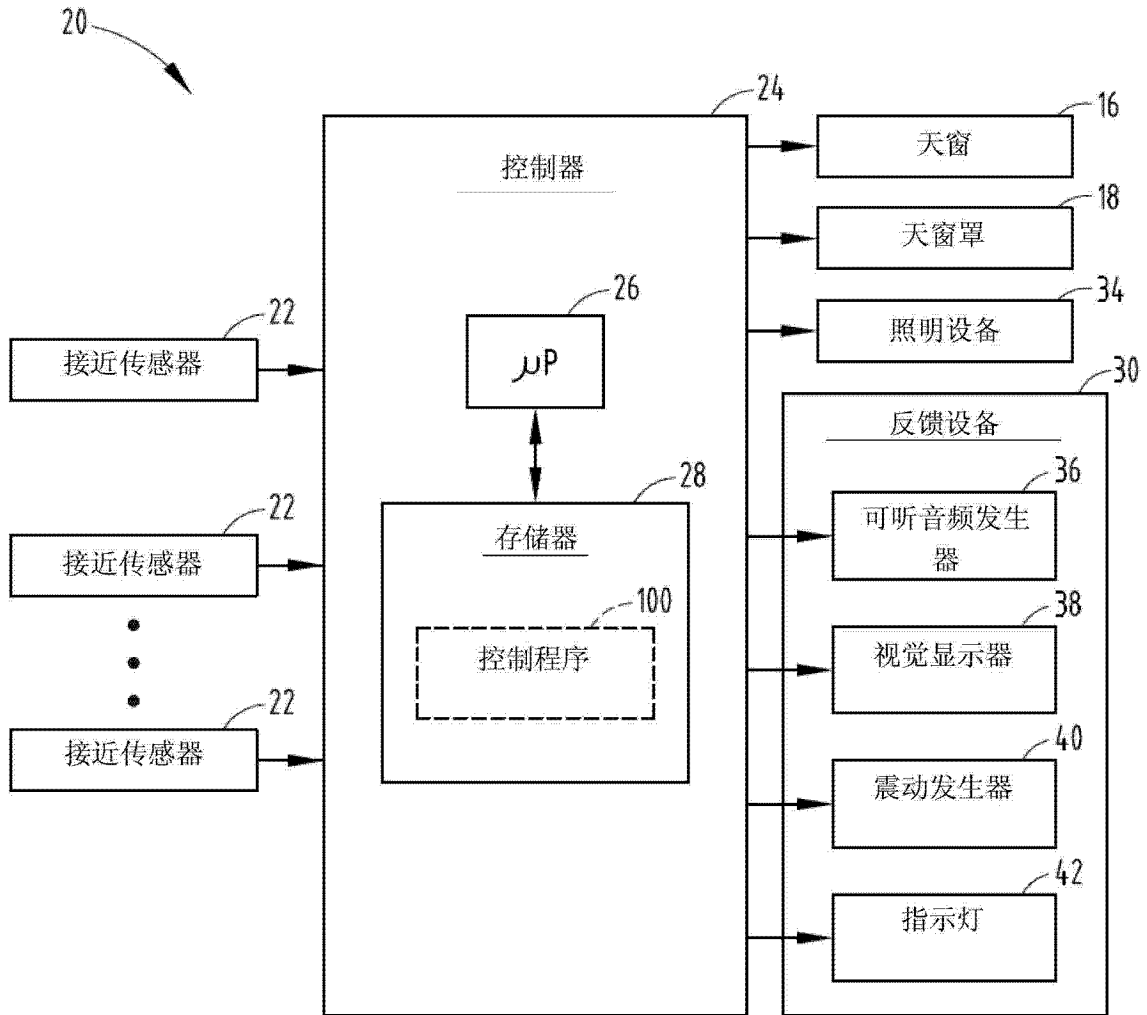 20
24
控制器
26
μP
28
存储器
100
控制程序
22
接近传感器
22
接近传感器
22
接近传感器
16
天窗
18
天窗罩
34
照明设备
30
反馈设备
36
可听音频发生
器
38
视觉显示器
40
震动发生器
42
指示灯